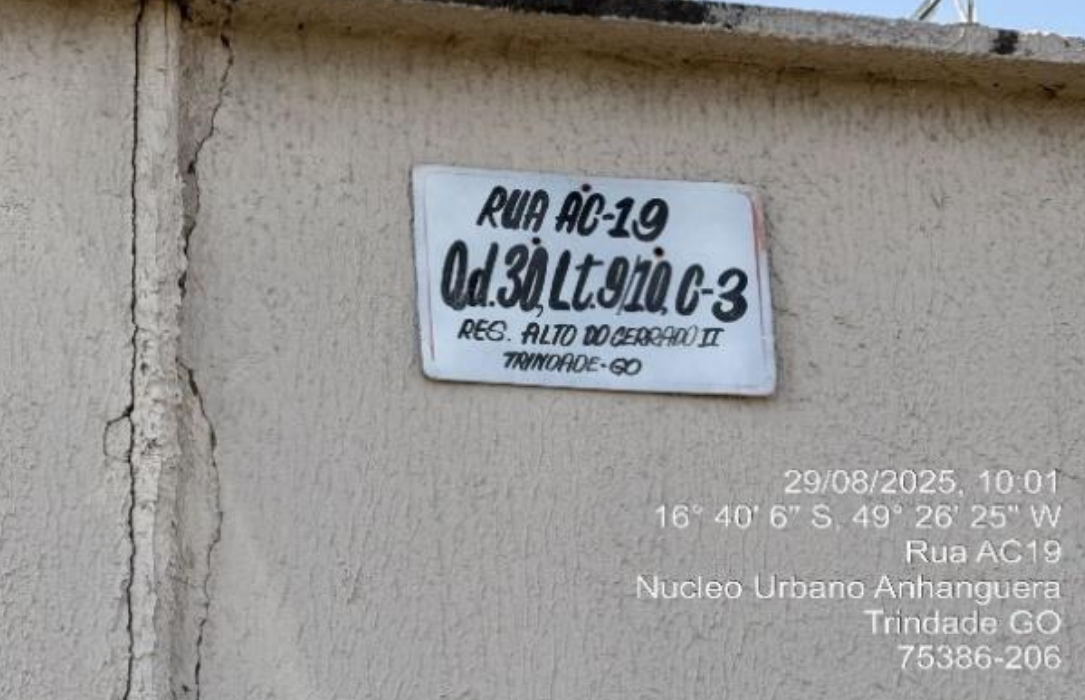 RUA AC-19
Qd.30, Lt.9/10, C-3
RES. ALTO DO CERRADO II
TRINDADE-GO
29/08/2025, 10:01
16° 40' 6" S, 49° 26' 25" W
Rua AC19
Nucleo Urbano Anhanguera
Trindade GO
75386-206